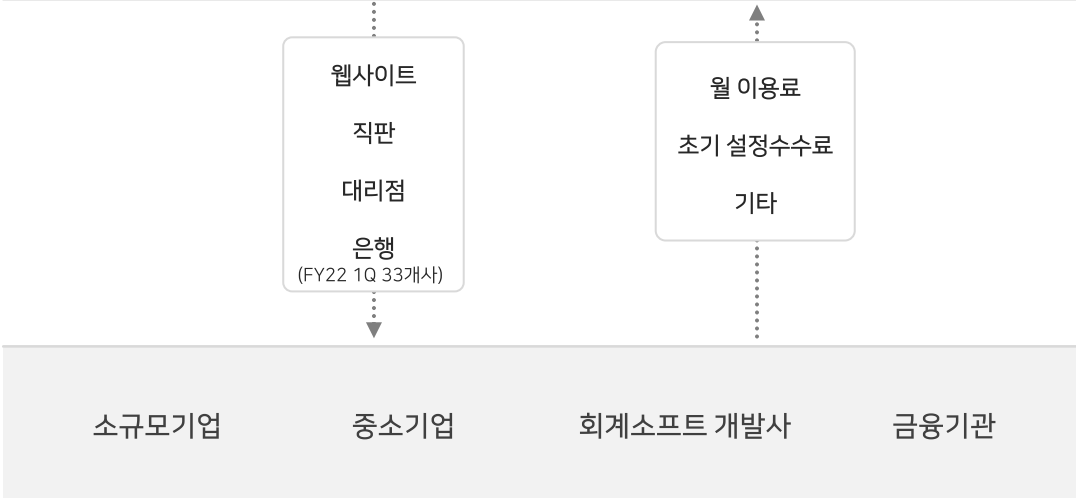 웹사이트
직판
대리점
은행
(FY22 1Q 33개사)
월 이용료
초기 설정수수료
기타
소규모기업
중소기업
회계소프트 개발사
금융기관